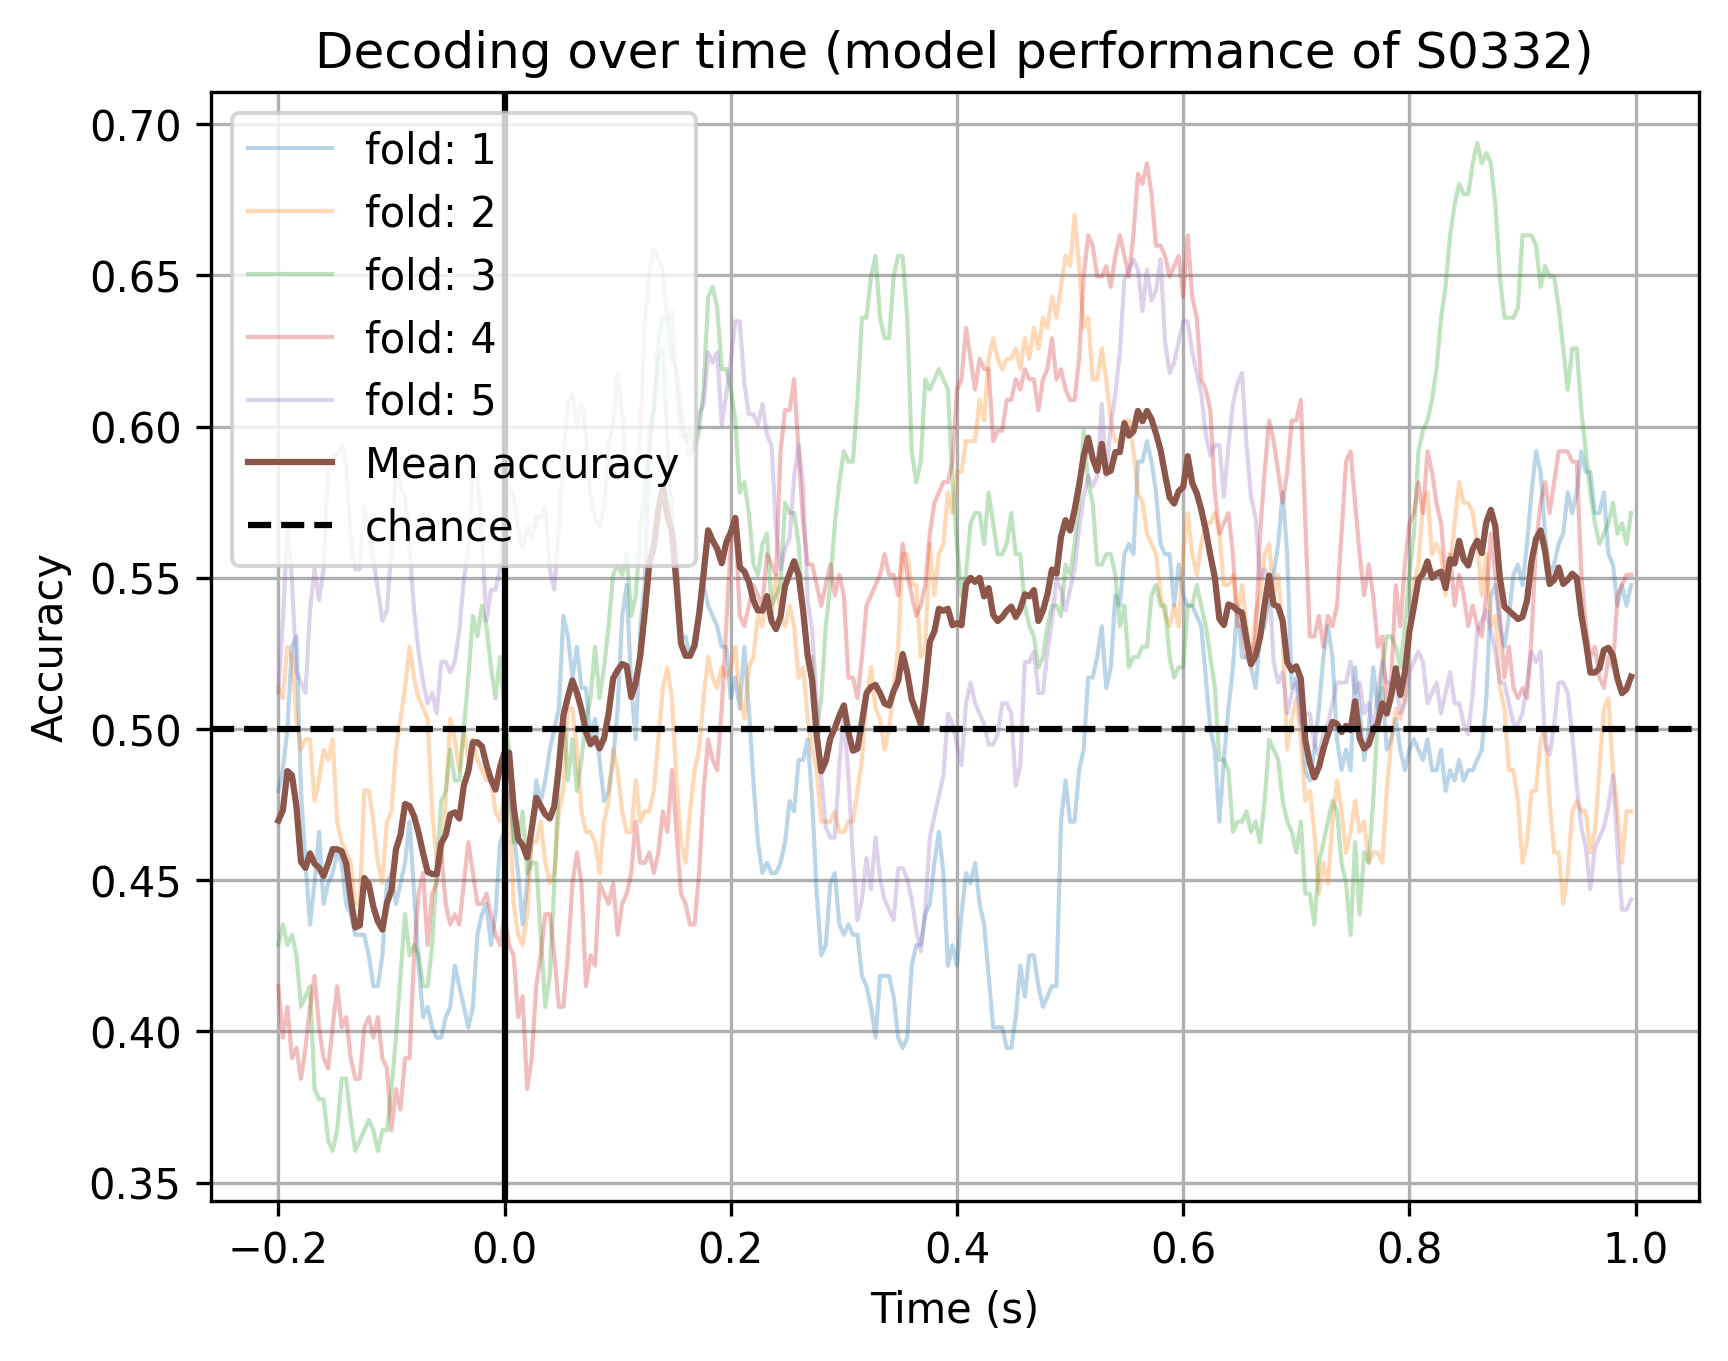 Decoding over time (model performance of S0332)
fold: 1
fold: 2
fold: 3
fold: 4
fold: 5
Mean accuracy
chance
0.70
0.65
0.60
0.55
0.50
0.45
0.40
0.35
Accuracy
−0.2 0.0 0.2 0.4 0.6 0.8 1.0
Time (s)